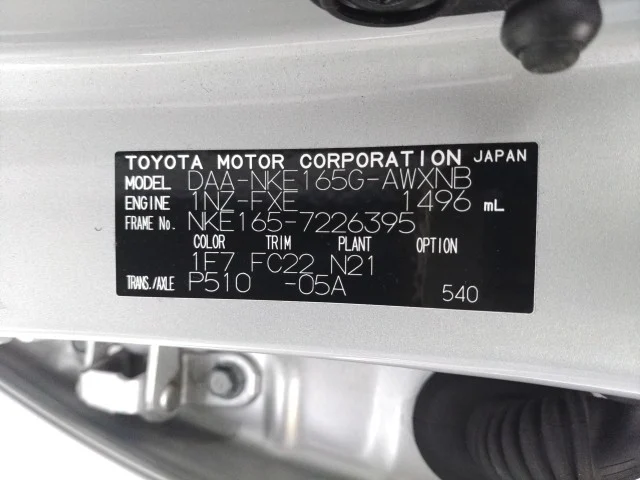 TOYOTA MOTOR CORPORATION JAPAN
MODEL DAA-NKE165G-AWXNB
ENGINE 1NZ-FXE 1496 mL
FRAME No. NKE165-7226395
COLOR TRIM PLANT OPTION
1F7 FC22 N21
TRANS./AXLE P510 -05A 540